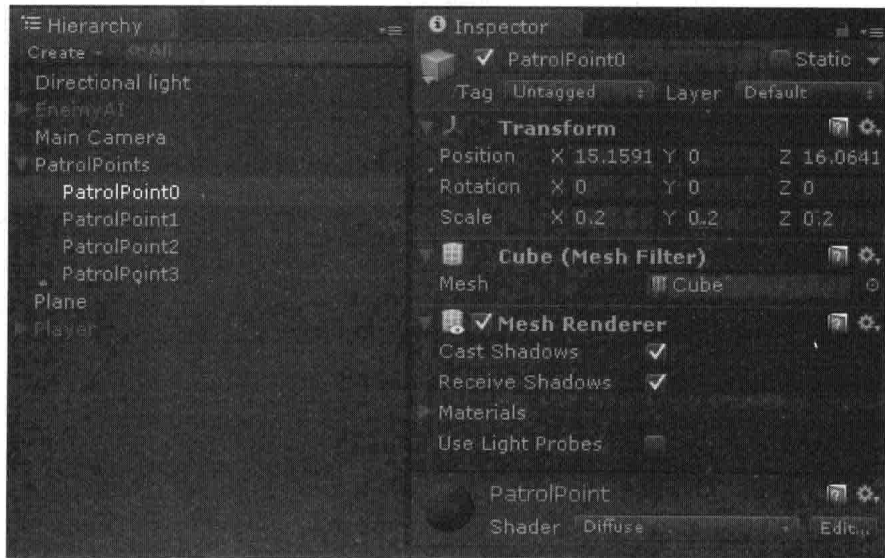 Hierarchy
Create All
Directional light
EnemyAI
Main Camera
PatrolPoints
PatrolPoint0
PatrolPoint1
PatrolPoint2
PatrolPoint3
Plane
Player
Inspector
PatrolPoint0 Static
Tag Untagged Layer Default
Transform
Position X 15.1591 Y 0 Z 16.0641
Rotation X 0 Y 0 Z 0
Scale X 0.2 Y 0.2 Z 0.2
Cube (Mesh Filter)
Mesh Cube
Mesh Renderer
Cast Shadows
Receive Shadows
Materials
Use Light Probes
PatrolPoint
Shader Diffuse Edit...